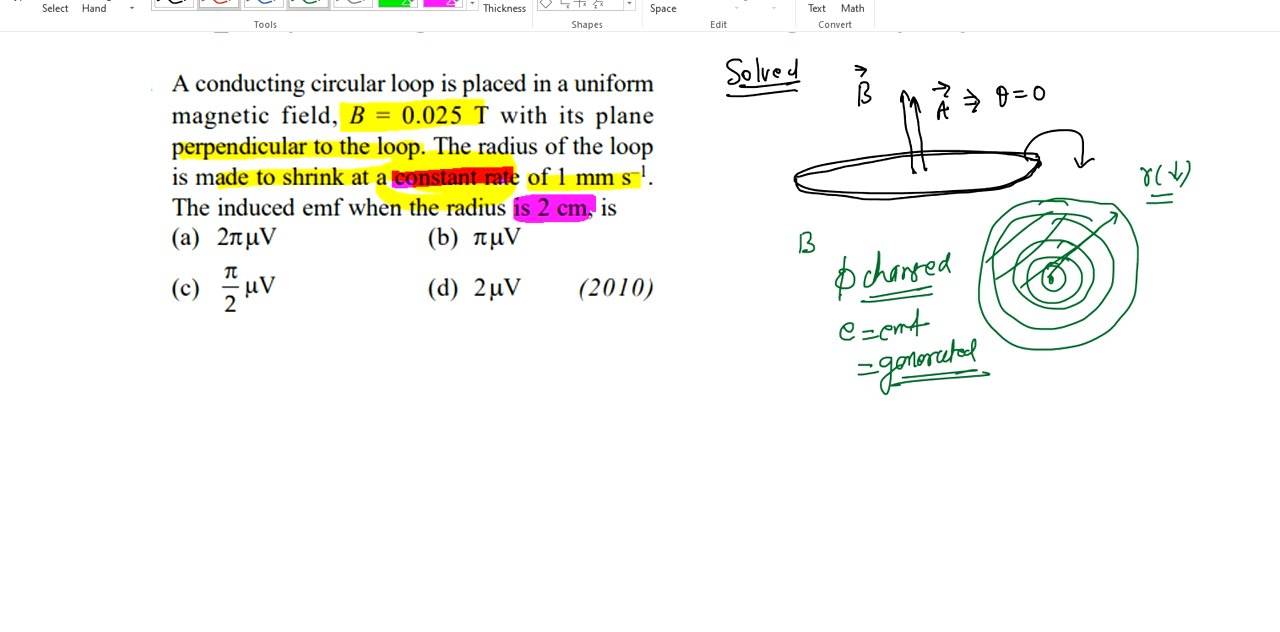 Select Hand Thickness Space Text Math
Tools Shapes Edit Convert
A conducting circular loop is placed in a uniform
magnetic field, B = 0.025 T with its plane
perpendicular to the loop. The radius of the loop
is made to shrink at a constant rate of 1 mm s⁻¹.
The induced emf when the radius is 2 cm, is
(a) 2πμV (b) πμV
(c) π/2 μV (d) 2μV (2010)
Solved
B⃗ A⃗ ⇒ θ=0
r(↓)
B
ϕ changed
e=emf
=generated